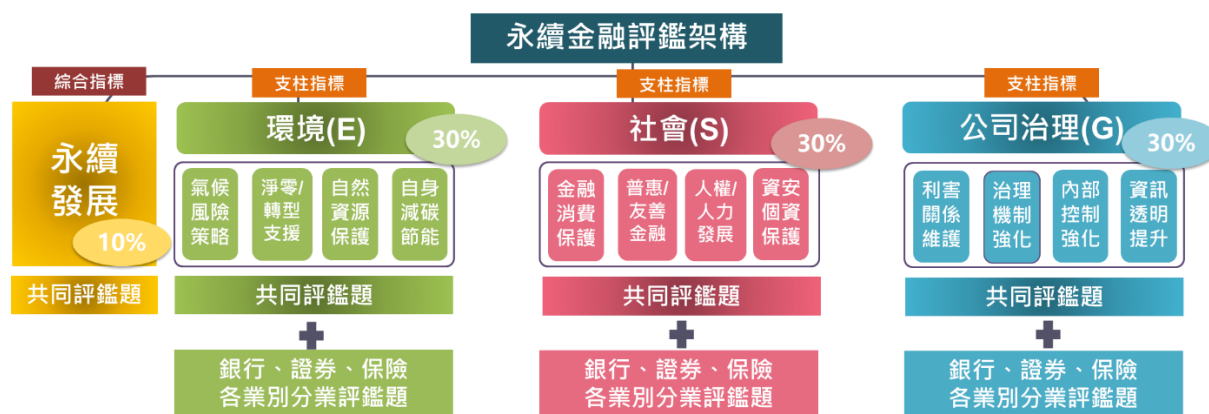 永續金融評鑑架構
綜合指標
支柱指標
支柱指標
支柱指標
永續
發展
10%
環境(E)
30%
社會(S)
30%
公司治理(G)
30%
氣候
風險
策略
淨零/
轉型
支援
自然
資源
保護
自身
減碳
節能
金融
消費
保護
普惠/
友善
金融
人權/
人力
發展
資安
個資
保護
利害
關係
維護
治理
機制
強化
內部
控制
強化
資訊
透明
提升
共同評鑑題
共同評鑑題
共同評鑑題
共同評鑑題
銀行、證券、保險
各業別分業評鑑題
銀行、證券、保險
各業別分業評鑑題
銀行、證券、保險
各業別分業評鑑題